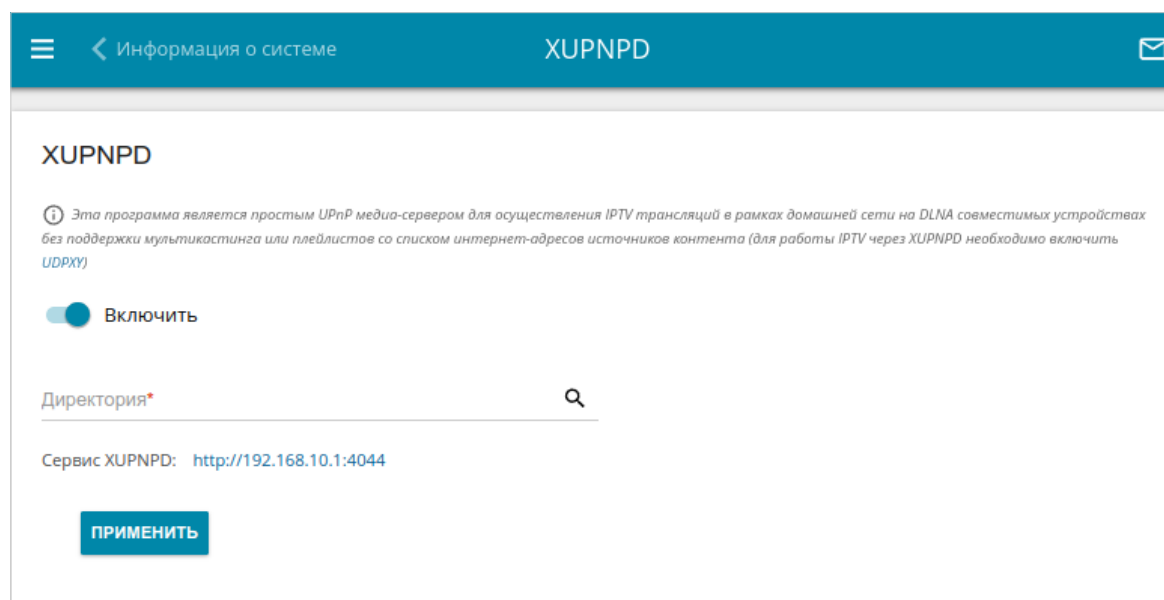 Информация о системе
XUPNPD
XUPNPD
Эта программа является простым UPnP медиа-сервером для осуществления IPTV трансляций в рамках домашней сети на DLNA совместимых устройствах
без поддержки мультикастинга или плейлистов со списком интернет-адресов источников контента (для работы IPTV через XUPNPD необходимо включить
UDPXY)
Включить
Директория*
Сервис XUPNPD: http://192.168.10.1:4044
ПРИМЕНИТЬ